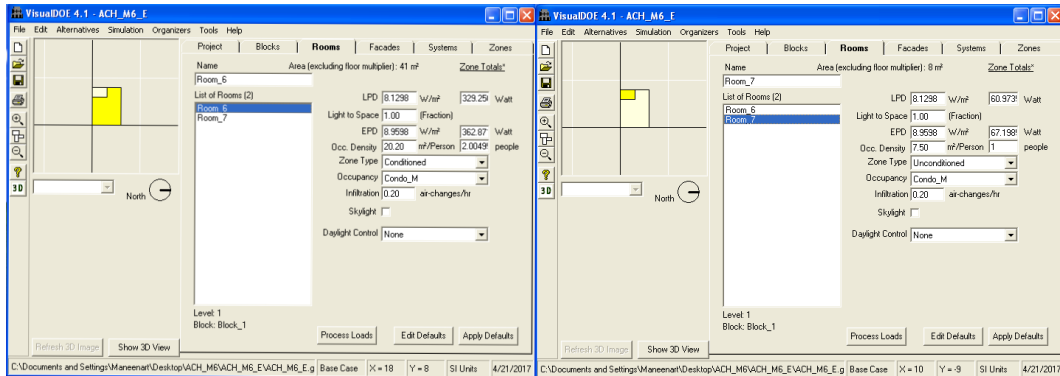 VisualDOE 4.1 - ACH_M6_E
File Edit Alternatives Simulation Organizers Tools Help
Project Blocks Rooms Facades Systems Zones
Name Area (excluding floor multiplier): 41 m² Zone Totals*
Room_6
List of Rooms (2)
Room_6
Room_7
LPD 8.1298 W/m² 329.25 Watt
Light to Space 1.00 (Fraction)
EPD 8.9598 W/m² 362.87 Watt
Occ. Density 20.20 m²/Person 2.0049 people
Zone Type Conditioned
Occupancy Condo_M
Infiltration 0.20 air-changes/hr
Skylight
Daylight Control None
North
3D
Level: 1
Block: Block_1
Process Loads Edit Defaults Apply Defaults
Refresh 3D Image Show 3D View
C:\Documents and Settings\Maneenart\Desktop\ACH_M6\ACH_M6_E\ACH_M6_E.g Base Case X = 18 Y = 8 SI Units 4/21/2017
VisualDOE 4.1 - ACH_M6_E
File Edit Alternatives Simulation Organizers Tools Help
Project Blocks Rooms Facades Systems Zones
Name Area (excluding floor multiplier): 8 m² Zone Totals*
Room_7
List of Rooms (2)
Room_6
Room_7
LPD 8.1298 W/m² 60.973 Watt
Light to Space 1.00 (Fraction)
EPD 8.9598 W/m² 67.198 Watt
Occ. Density 7.50 m²/Person 1 people
Zone Type Unconditioned
Occupancy Condo_M
Infiltration 0.20 air-changes/hr
Skylight
Daylight Control None
North
3D
Level: 1
Block: Block_1
Process Loads Edit Defaults Apply Defaults
Refresh 3D Image Show 3D View
C:\Documents and Settings\Maneenart\Desktop\ACH_M6\ACH_M6_E\ACH_M6_E.g Base Case X = 10 Y = -9 SI Units 4/21/2017